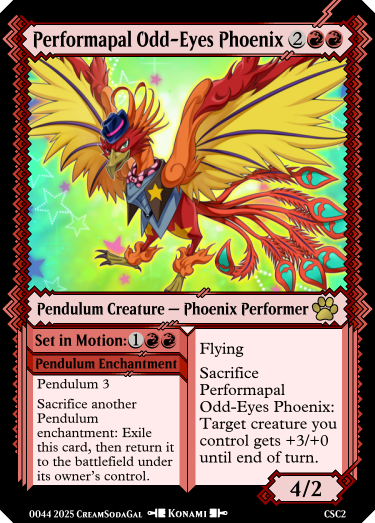 Performapal Odd-Eyes Phoenix 2
Pendulum Creature — Phoenix Performer
Set in Motion: 1
Pendulum Enchantment
Pendulum 3
Sacrifice another
Pendulum
enchantment: Exile
this card, then return it
to the battlefield under
its owner's control.
Flying
Sacrifice
Performapal
Odd-Eyes Phoenix:
Target creature you
control gets +3/+0
until end of turn.
4/2
0044 2025 CreamSodaGal Konami CSC2